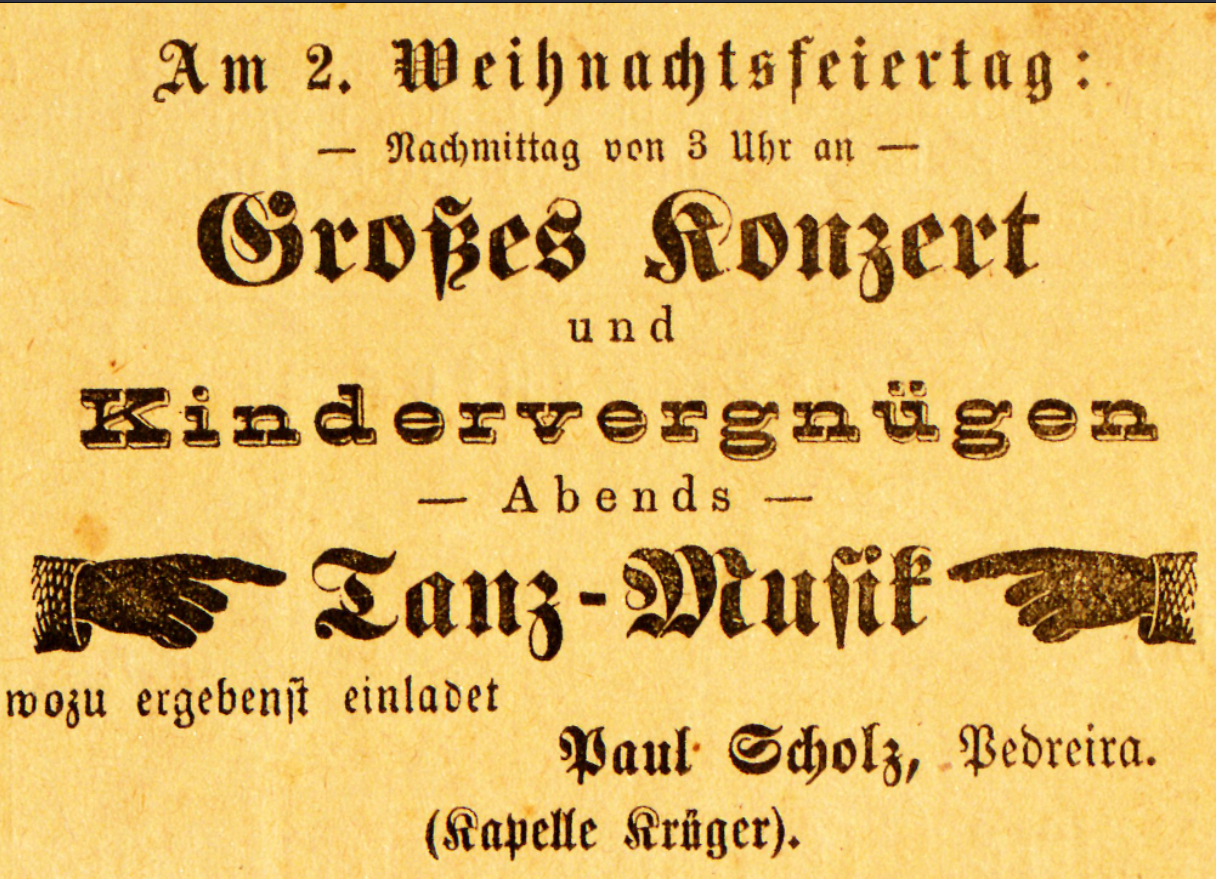 Am 2. Weihnachtsfeiertag:
— Nachmittag von 3 Uhr an —
Großes Konzert
und
Kindervergnügen
— Abends —
Tanz-Musik
wozu ergebenst einladet
Paul Scholz, Pedreira.
(Kapelle Krüger).